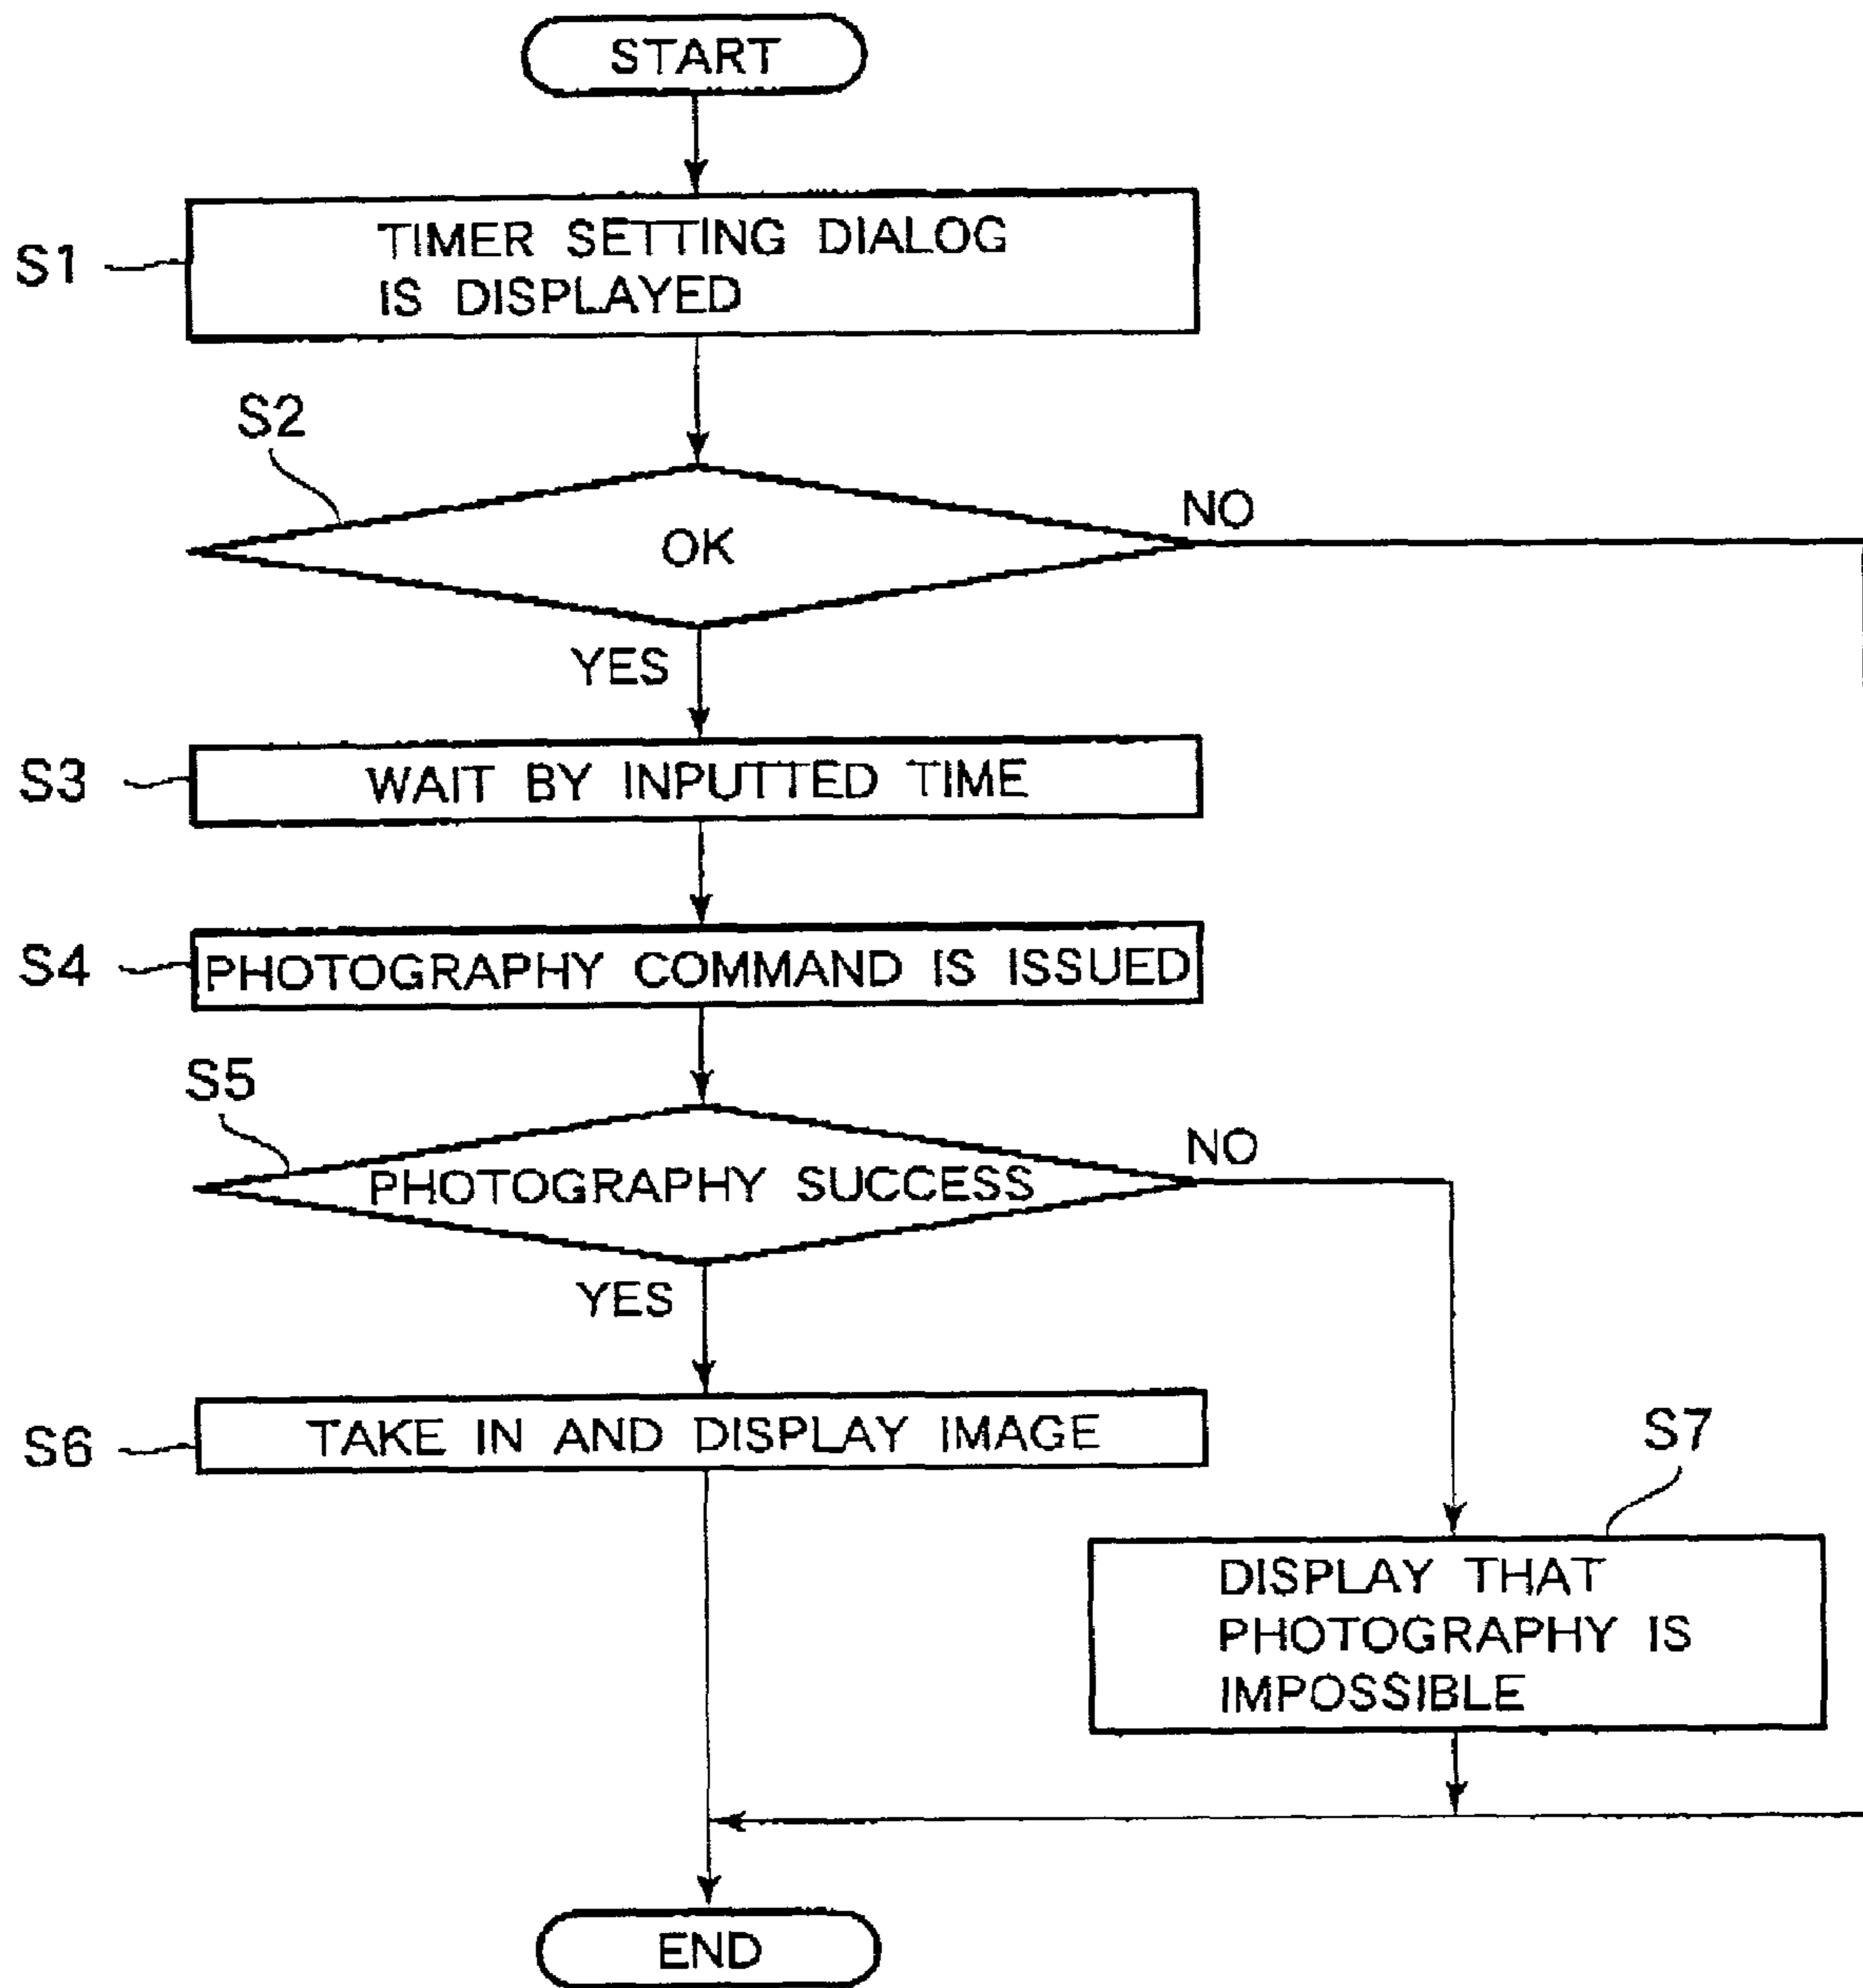 START
S1
TIMER SETTING DIALOG
IS DISPLAYED
S2
OK
NO
YES
S3
WAIT BY INPUTTED TIME
S4
PHOTOGRAPHY COMMAND IS ISSUED
S5
PHOTOGRAPHY SUCCESS
NO
YES
S6
TAKE IN AND DISPLAY IMAGE
S7
DISPLAY THAT
PHOTOGRAPHY IS
IMPOSSIBLE
END